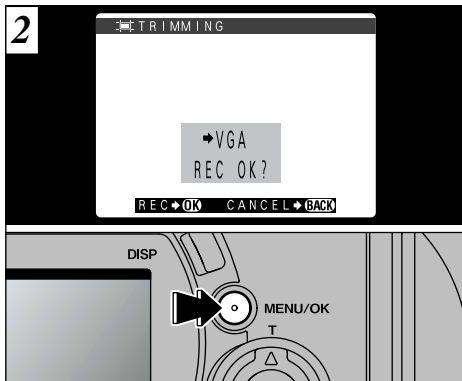 2
TRIMMING
➡VGA
REC OK?
REC➡OK CANCEL➡BACK
DISP
MENU/OK
T